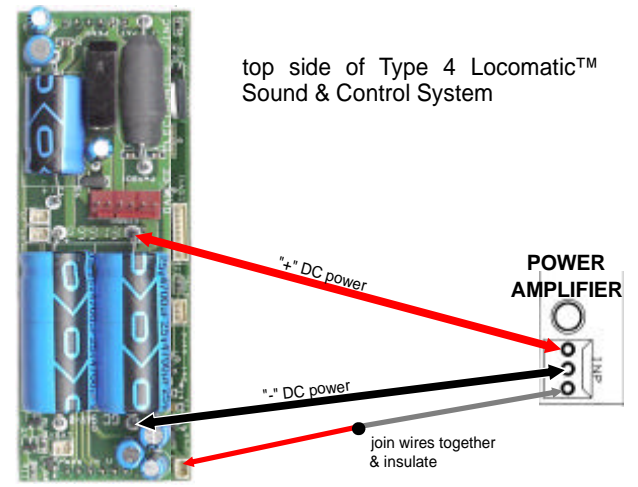 top side of Type 4 Locomatic™
Sound & Control System
"+" DC power
POWER
AMPLIFIER
INP
"-" DC power
join wires together
& insulate